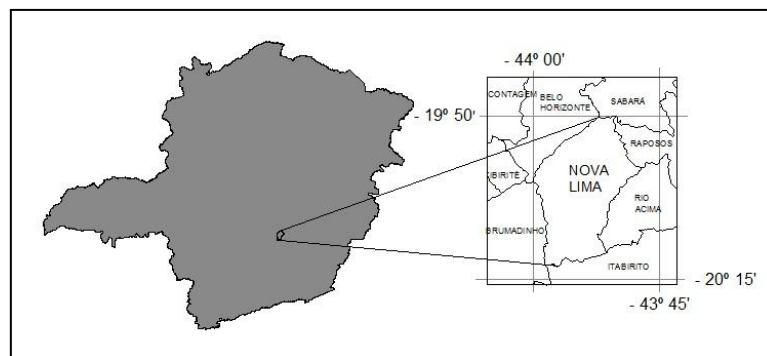 - 44º 00'
CONTAGEM
BELO
HORIZONTE
SABARÁ
- 19º 50'
RAPOSOS
IBIRITÉ
NOVA
LIMA
RIO
ACIMA
BRUMADINHO
ITABIRITO
- 20º 15'
- 43º 45'